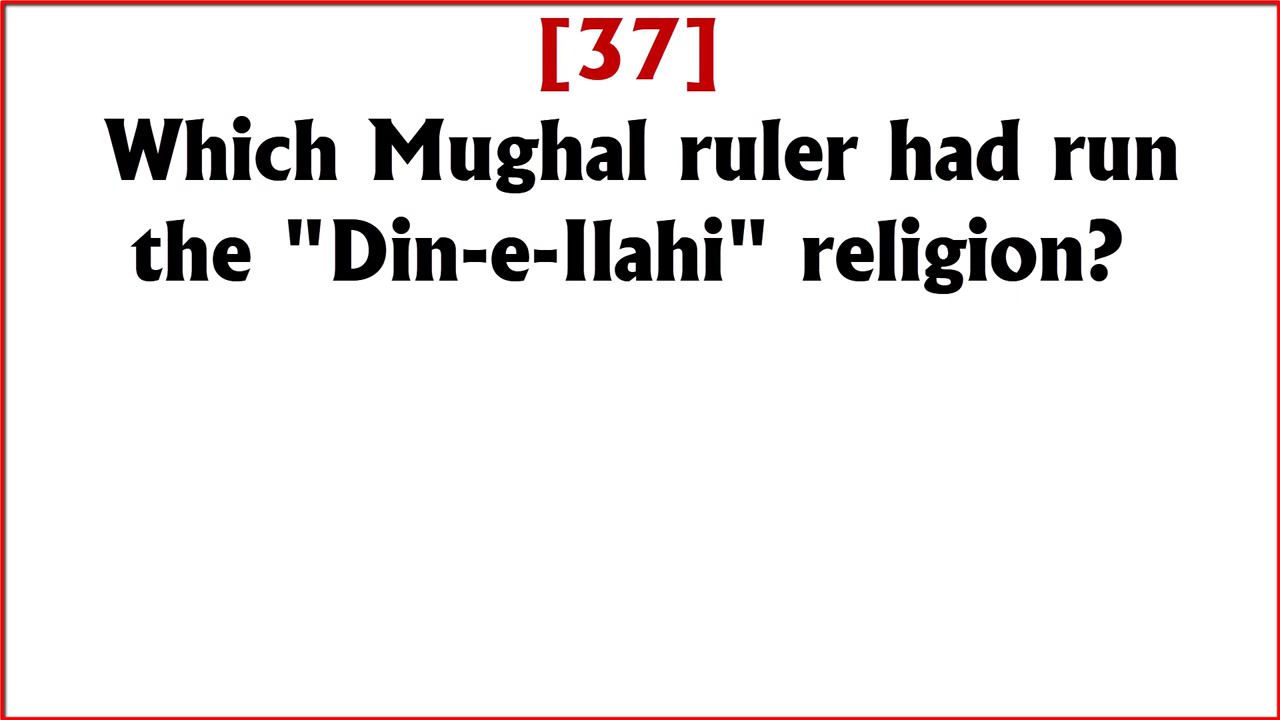 [37]
Which Mughal ruler had run
the "Din-e-Ilahi" religion?